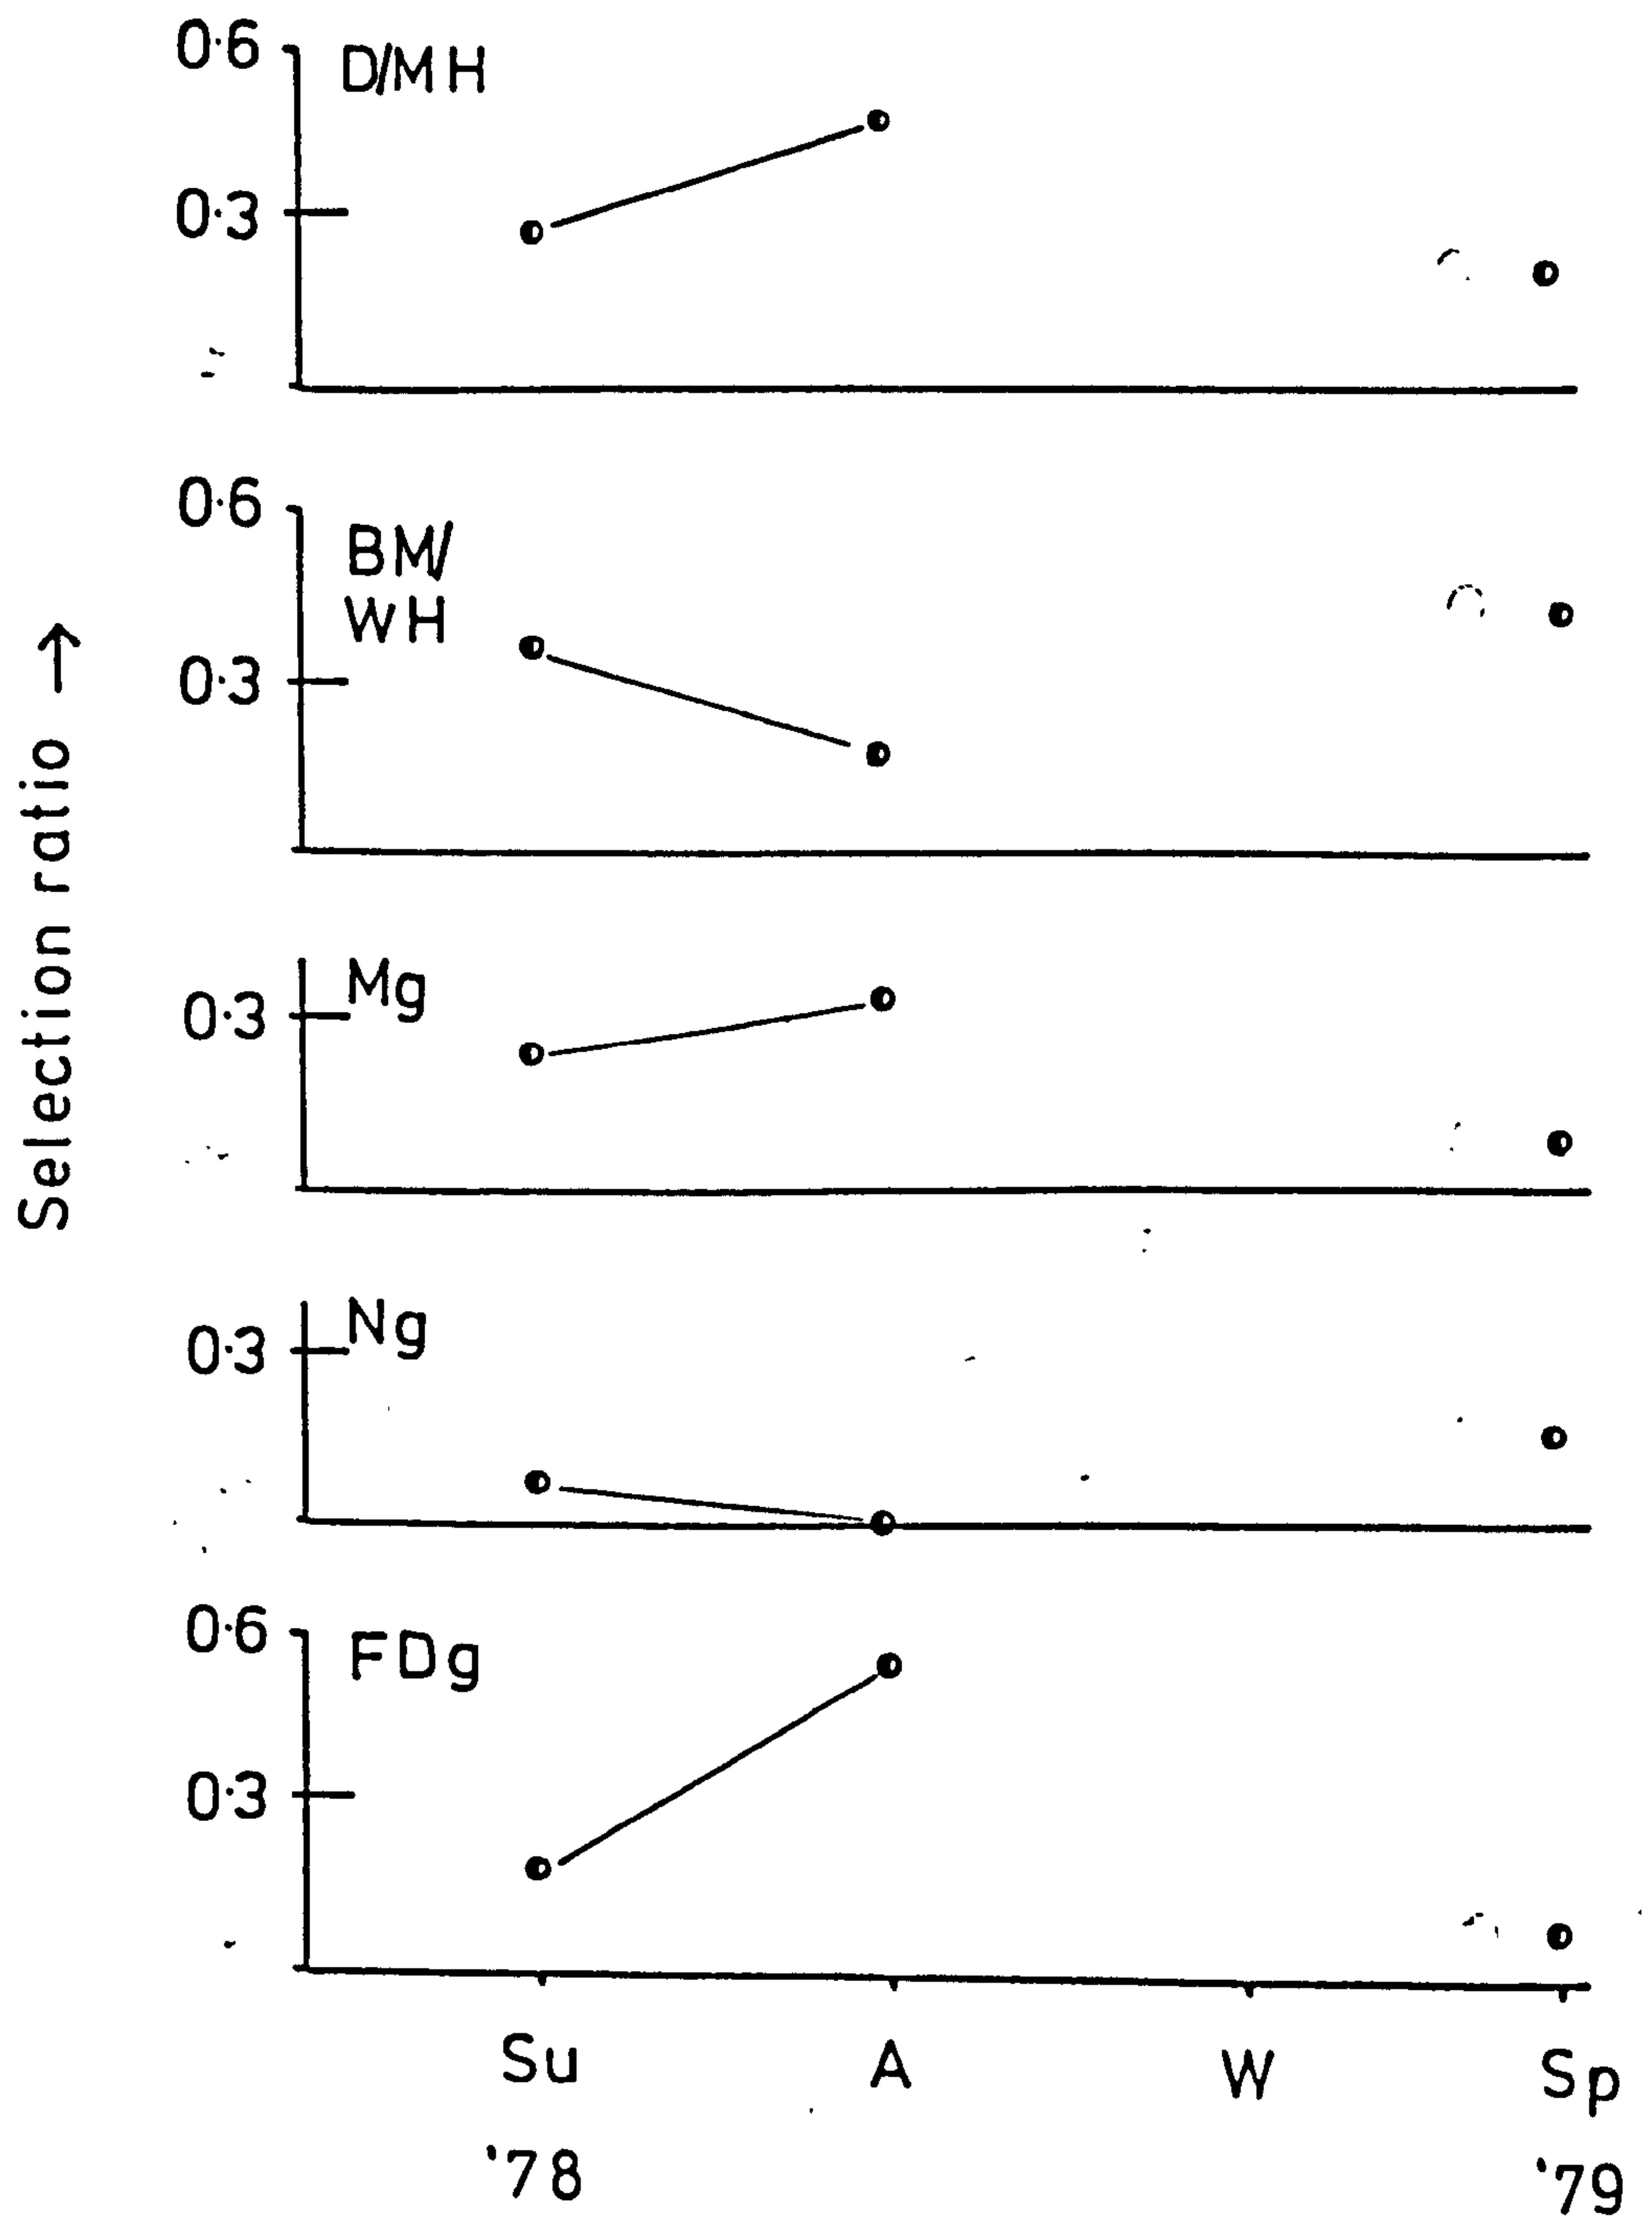 Selection ratio →
0·6
D/MH
0·3
0·6
BM/
WH
0·3
Mg
0·3
Ng
0·3
0·6
FDg
0·3
Su A W Sp
'78 '79